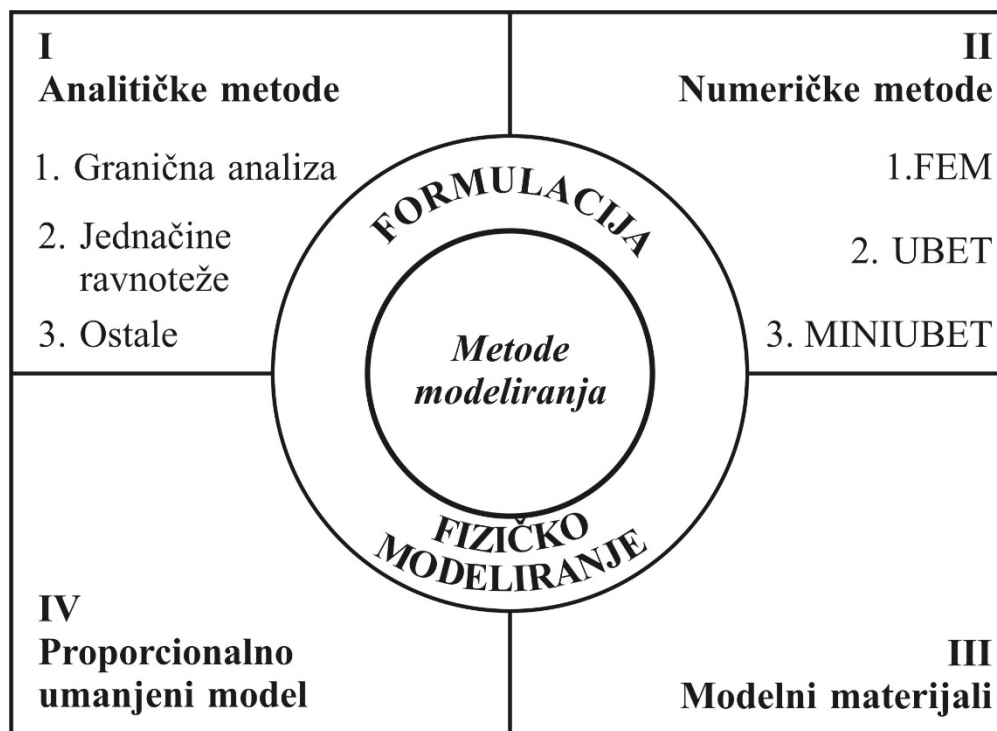 I
Analitičke metode
1. Granična analiza
2. Jednačine
ravnoteže
3. Ostale
II
Numeričke metode
1.FEM
2. UBET
3. MINIUBET
FORMULACIJA
Metode
modeliranja
FIZIČKO
MODELIRANJE
IV
Proporcionalno
umanjeni model
III
Modelni materijali